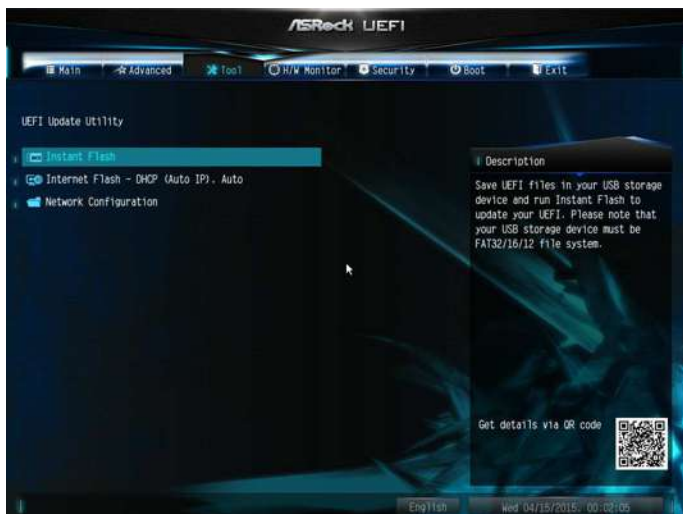 ASRock UEFI
Main Advanced Tool H/W Monitor Security Boot Exit
UEFI Update Utility
Instant Flash
Internet Flash - DHCP (Auto IP). Auto
Network Configuration
Description
Save UEFI files in your USB storage
device and run Instant Flash to
update your UEFI. Please note that
your USB storage device must be
FAT32/16/12 file system.
Get details via QR code
English
Wed 04/15/2015. 00:02:05